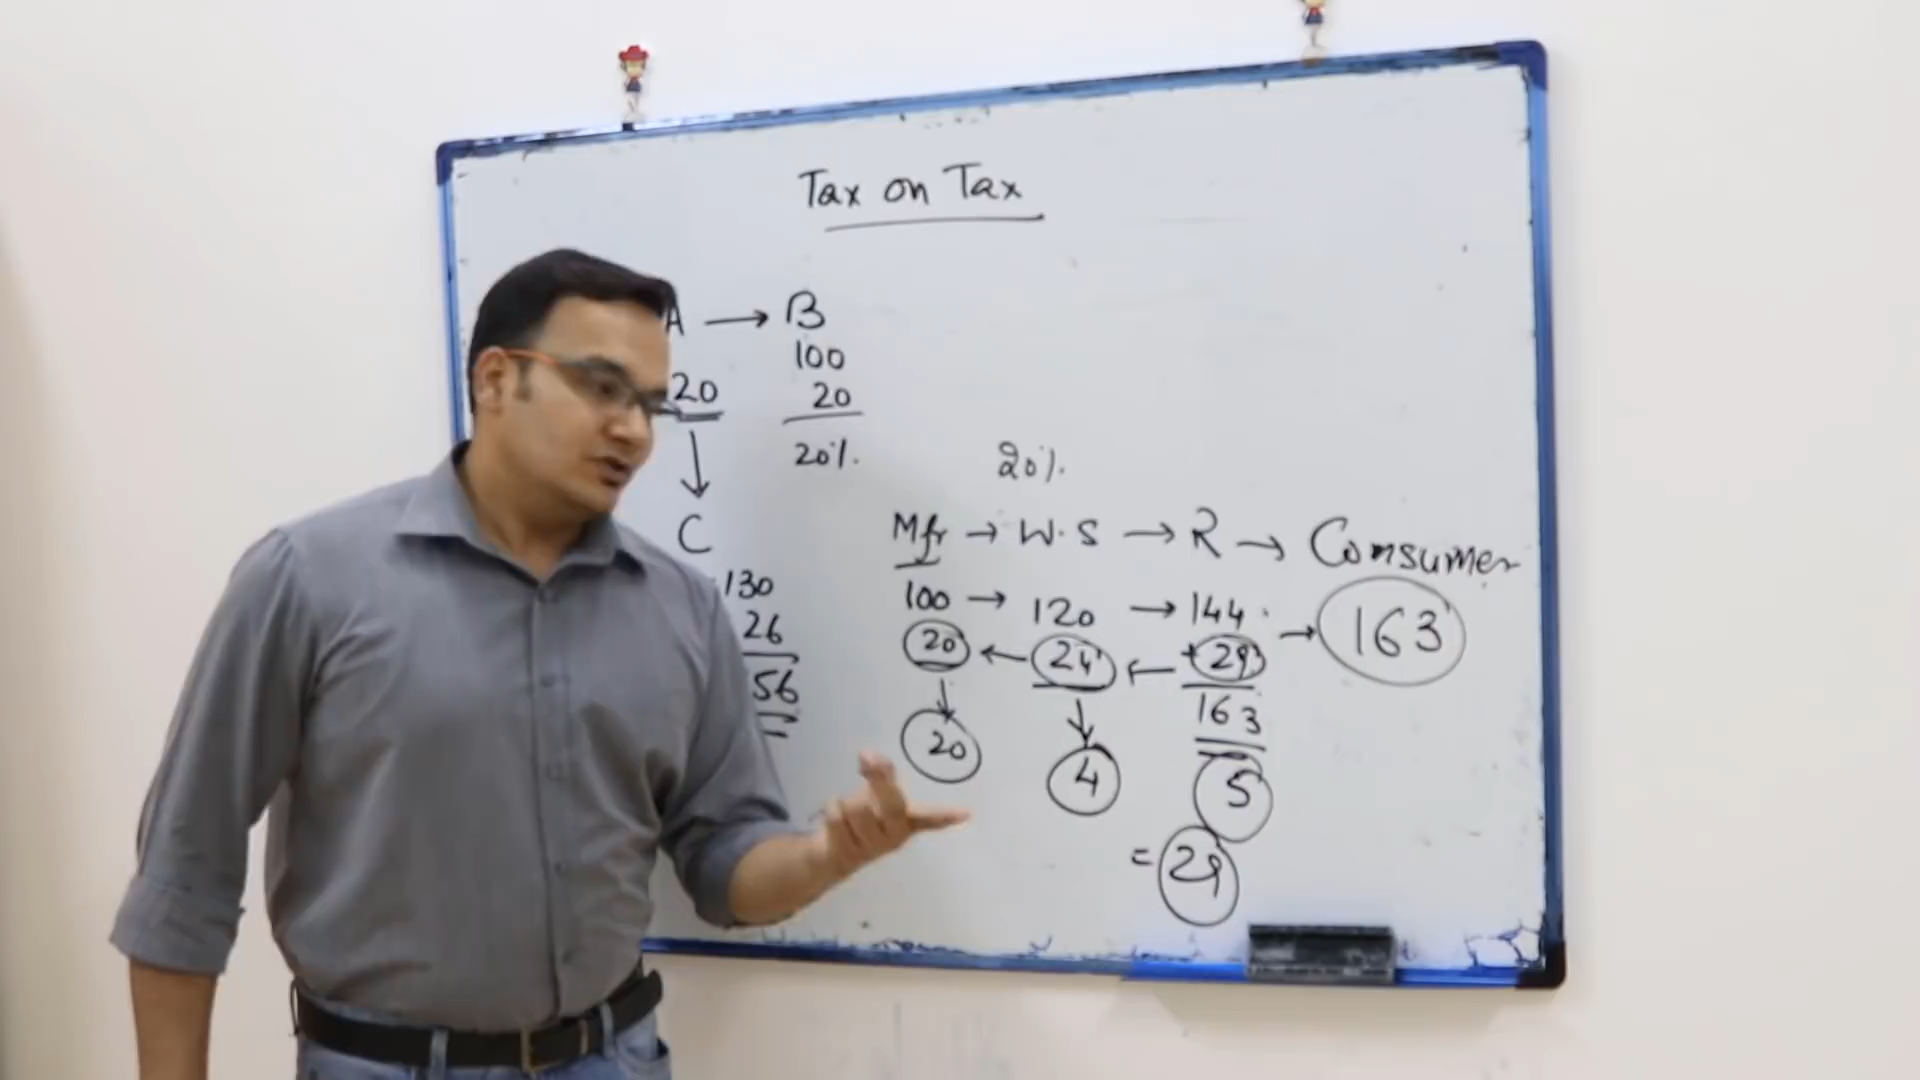 Tax on Tax
A → B
100
20 20
20%.
C
130
26
56
20%.
Mfr → W.S → R → Consumer
100 → 120 → 144 → 163
20 ← 24 ← +29
163
20 4 5
= 29